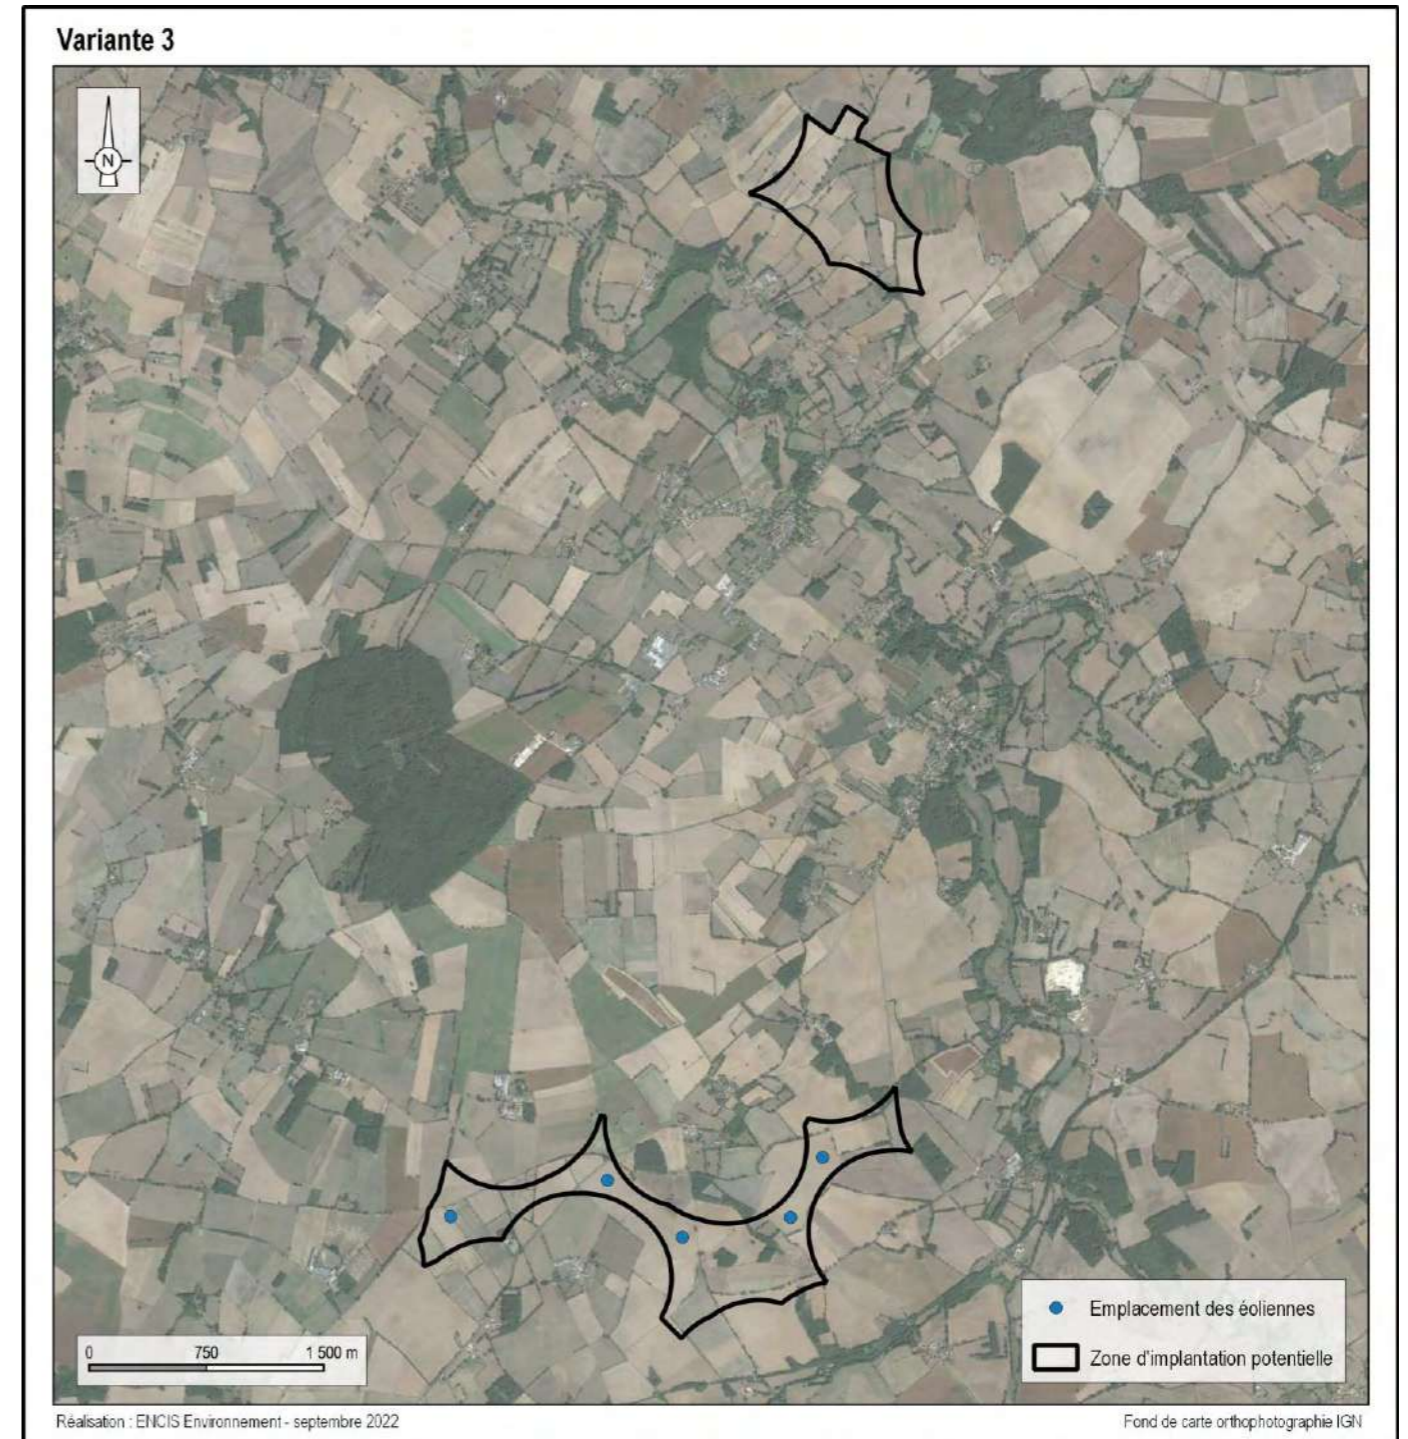 Variante 3
N
0 750 1 500 m
Emplacement des éoliennes
Zone d'implantation potentielle
Réalisation : ENCIS Environnement - septembre 2022
Fond de carte orthophotographie IGN